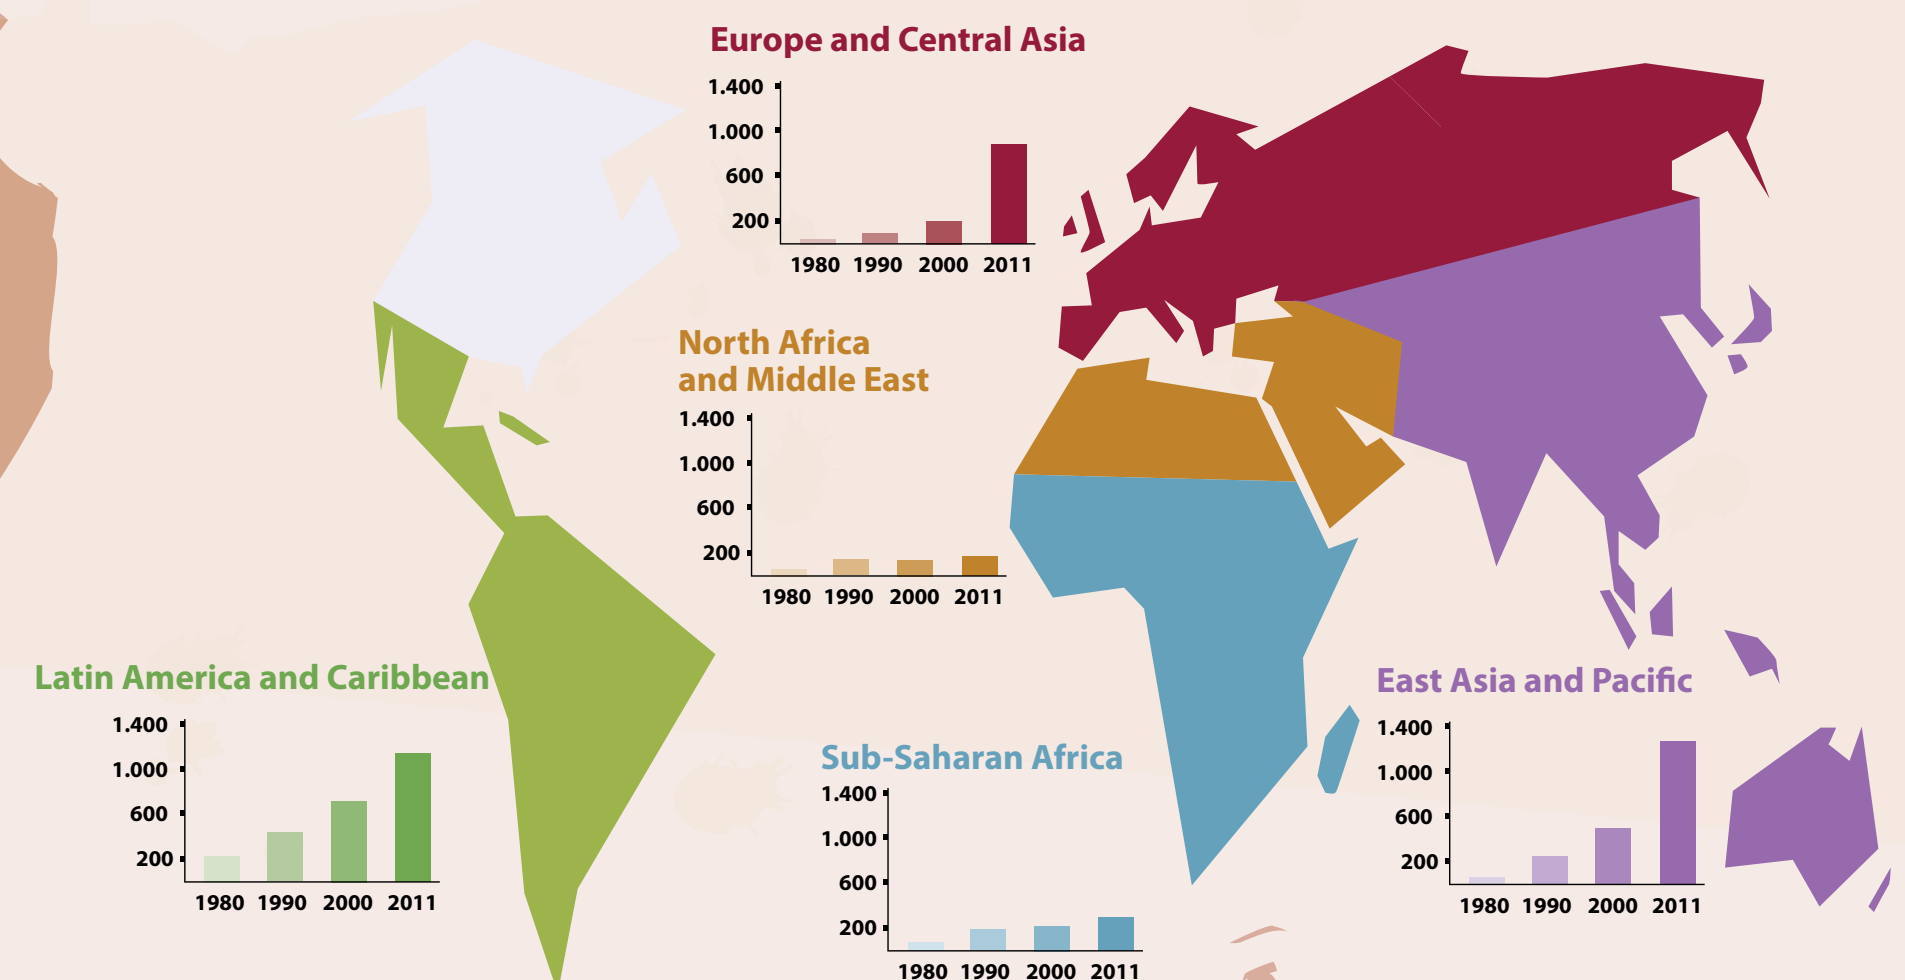 Europe and Central Asia
1.400
1.000
600
200
1980 1990 2000 2011
North Africa
and Middle East
1.400
1.000
600
200
1980 1990 2000 2011
Latin America and Caribbean
1.400
1.000
600
200
1980 1990 2000 2011
Sub-Saharan Africa
1.400
1.000
600
200
1980 1990 2000 2011
East Asia and Pacific
1.400
1.000
600
200
1980 1990 2000 2011